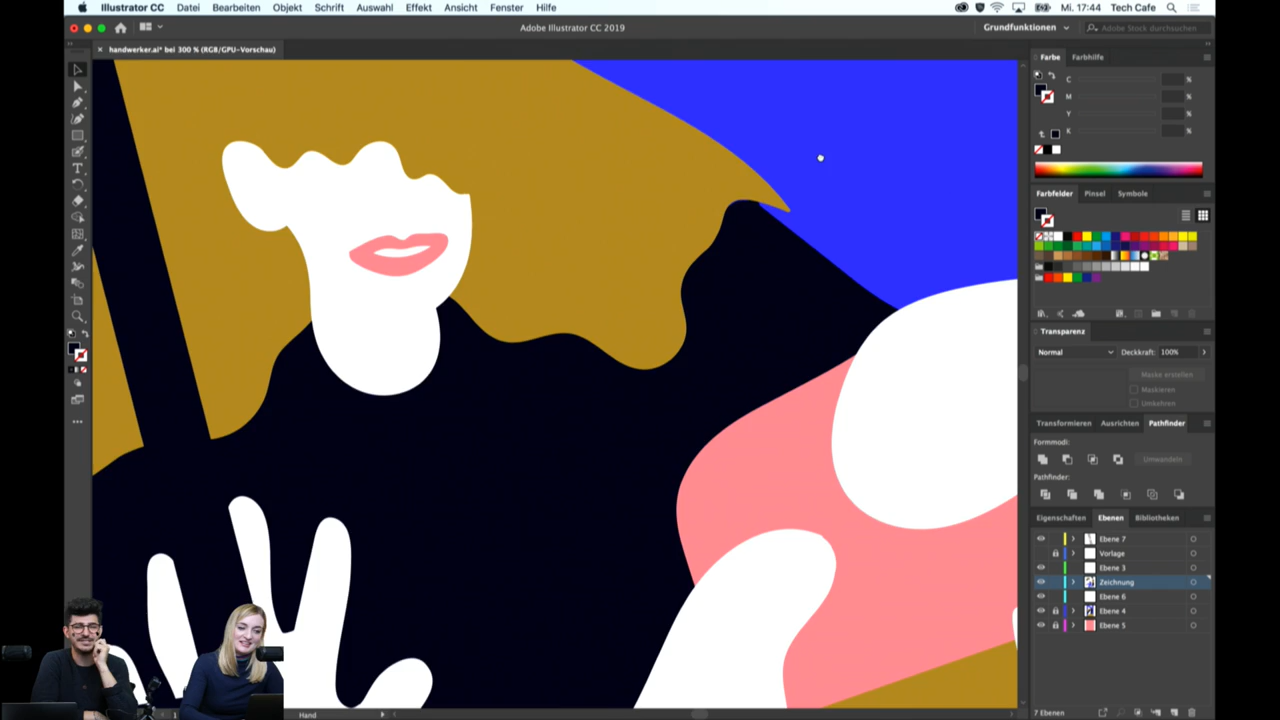 Illustrator CC Datei Bearbeiten Objekt Schrift Auswahl Effekt Ansicht Fenster Hilfe Mi. 17:44 Tech Cafe
Adobe Illustrator CC 2019 Grundfunktionen Adobe Stock durchsuchen
× handwerker.ai* bei 300 % (RGB/GPU-Vorschau)
Farbe Farbhilfe
C %
M %
Y %
K %
Farbfelder Pinsel Symbole
Transparenz
Normal Deckkraft: 100%
Maske erstellen
Maskieren
Umkehren
Transformieren Ausrichten Pathfinder
Formmodi:
Umwandeln
Pathfinder:
Eigenschaften Ebenen Bibliotheken
Ebene 7
Vorlage
Ebene 3
Zeichnung
Ebene 6
Ebene 4
Ebene 5
1 Hand 7 Ebenen